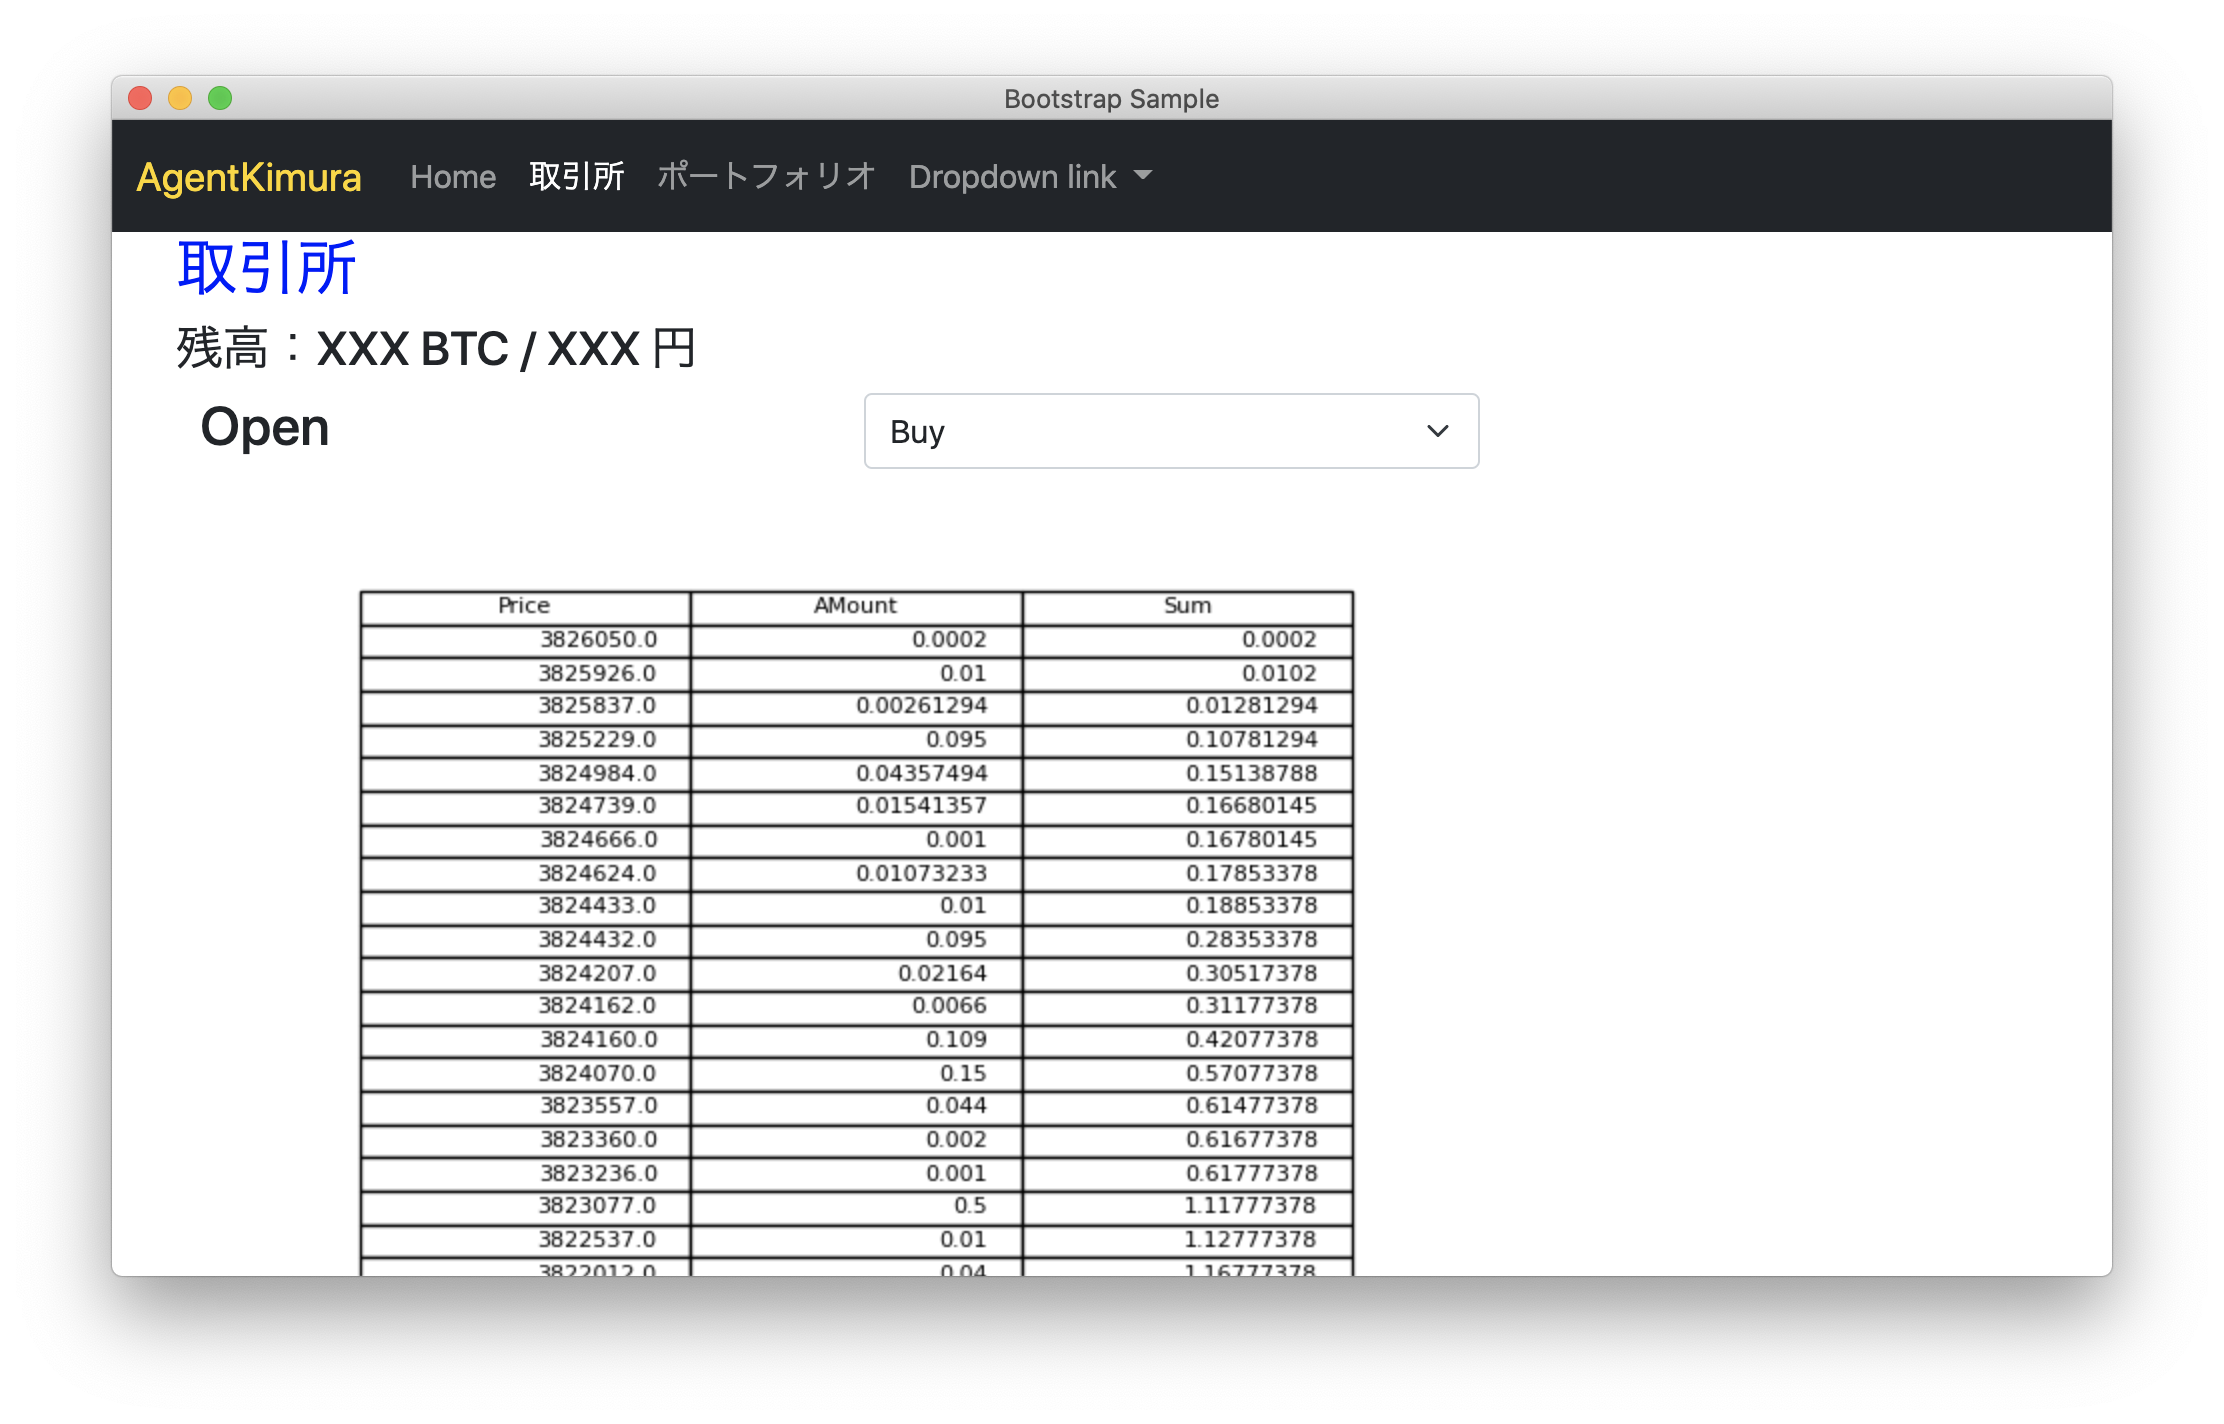 Bootstrap Sample
AgentKimura Home 取引所 ポートフォリオ Dropdown link
取引所
残高：XXX BTC / XXX 円
Open Buy
Price AMount Sum
3826050.0 0.0002 0.0002
3825926.0 0.01 0.0102
3825837.0 0.00261294 0.01281294
3825229.0 0.095 0.10781294
3824984.0 0.04357494 0.15138788
3824739.0 0.01541357 0.16680145
3824666.0 0.001 0.16780145
3824624.0 0.01073233 0.17853378
3824433.0 0.01 0.18853378
3824432.0 0.095 0.28353378
3824207.0 0.02164 0.30517378
3824162.0 0.0066 0.31177378
3824160.0 0.109 0.42077378
3824070.0 0.15 0.57077378
3823557.0 0.044 0.61477378
3823360.0 0.002 0.61677378
3823236.0 0.001 0.61777378
3823077.0 0.5 1.11777378
3822537.0 0.01 1.12777378
3822012.0 0.04 1.16777378